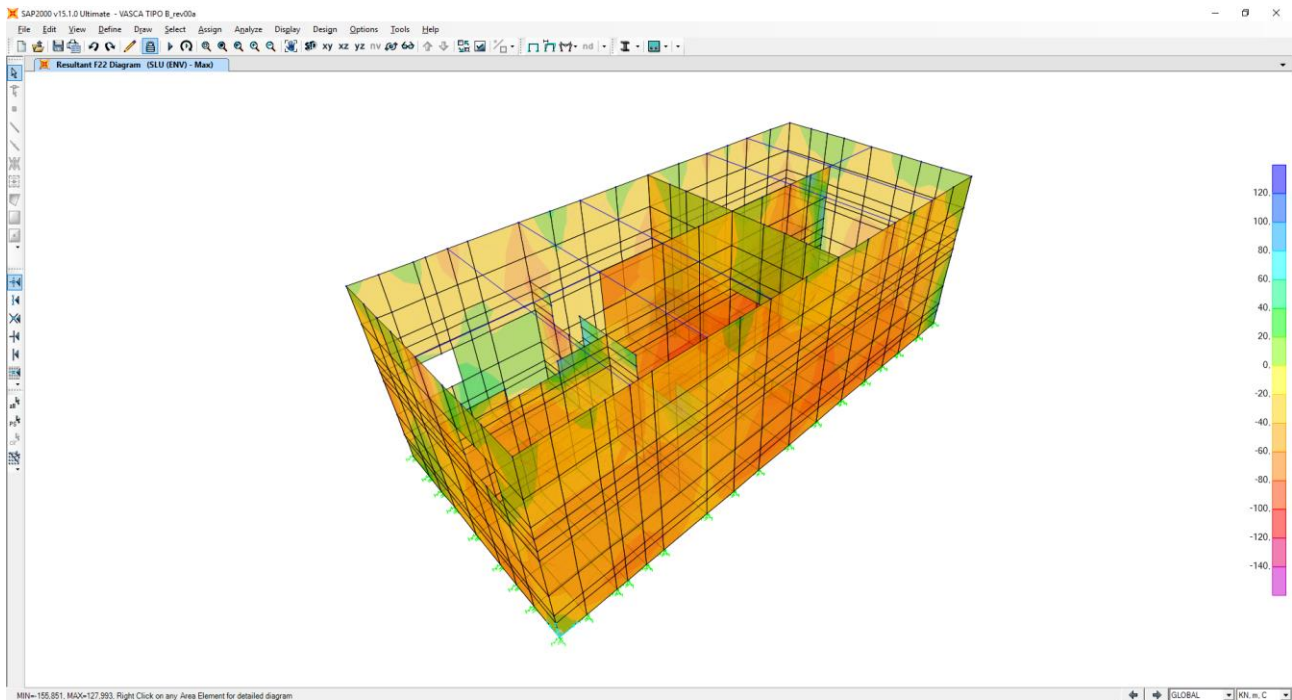 SAP2000 v15.1.0 Ultimate - VASCA TIPO B_rev00a
File Edit View Define Draw Select Assign Analyze Display Design Options Tools Help
xy xz yz nv nd
Resultant F22 Diagram (SLU (ENV) - Max)
120.
100.
80.
60.
40.
20.
0.
-20.
-40.
-60.
-80.
-100.
-120.
-140.
MIN=-155,851, MAX=127,993. Right Click on any Area Element for detailed diagram
GLOBAL
KN, m, C